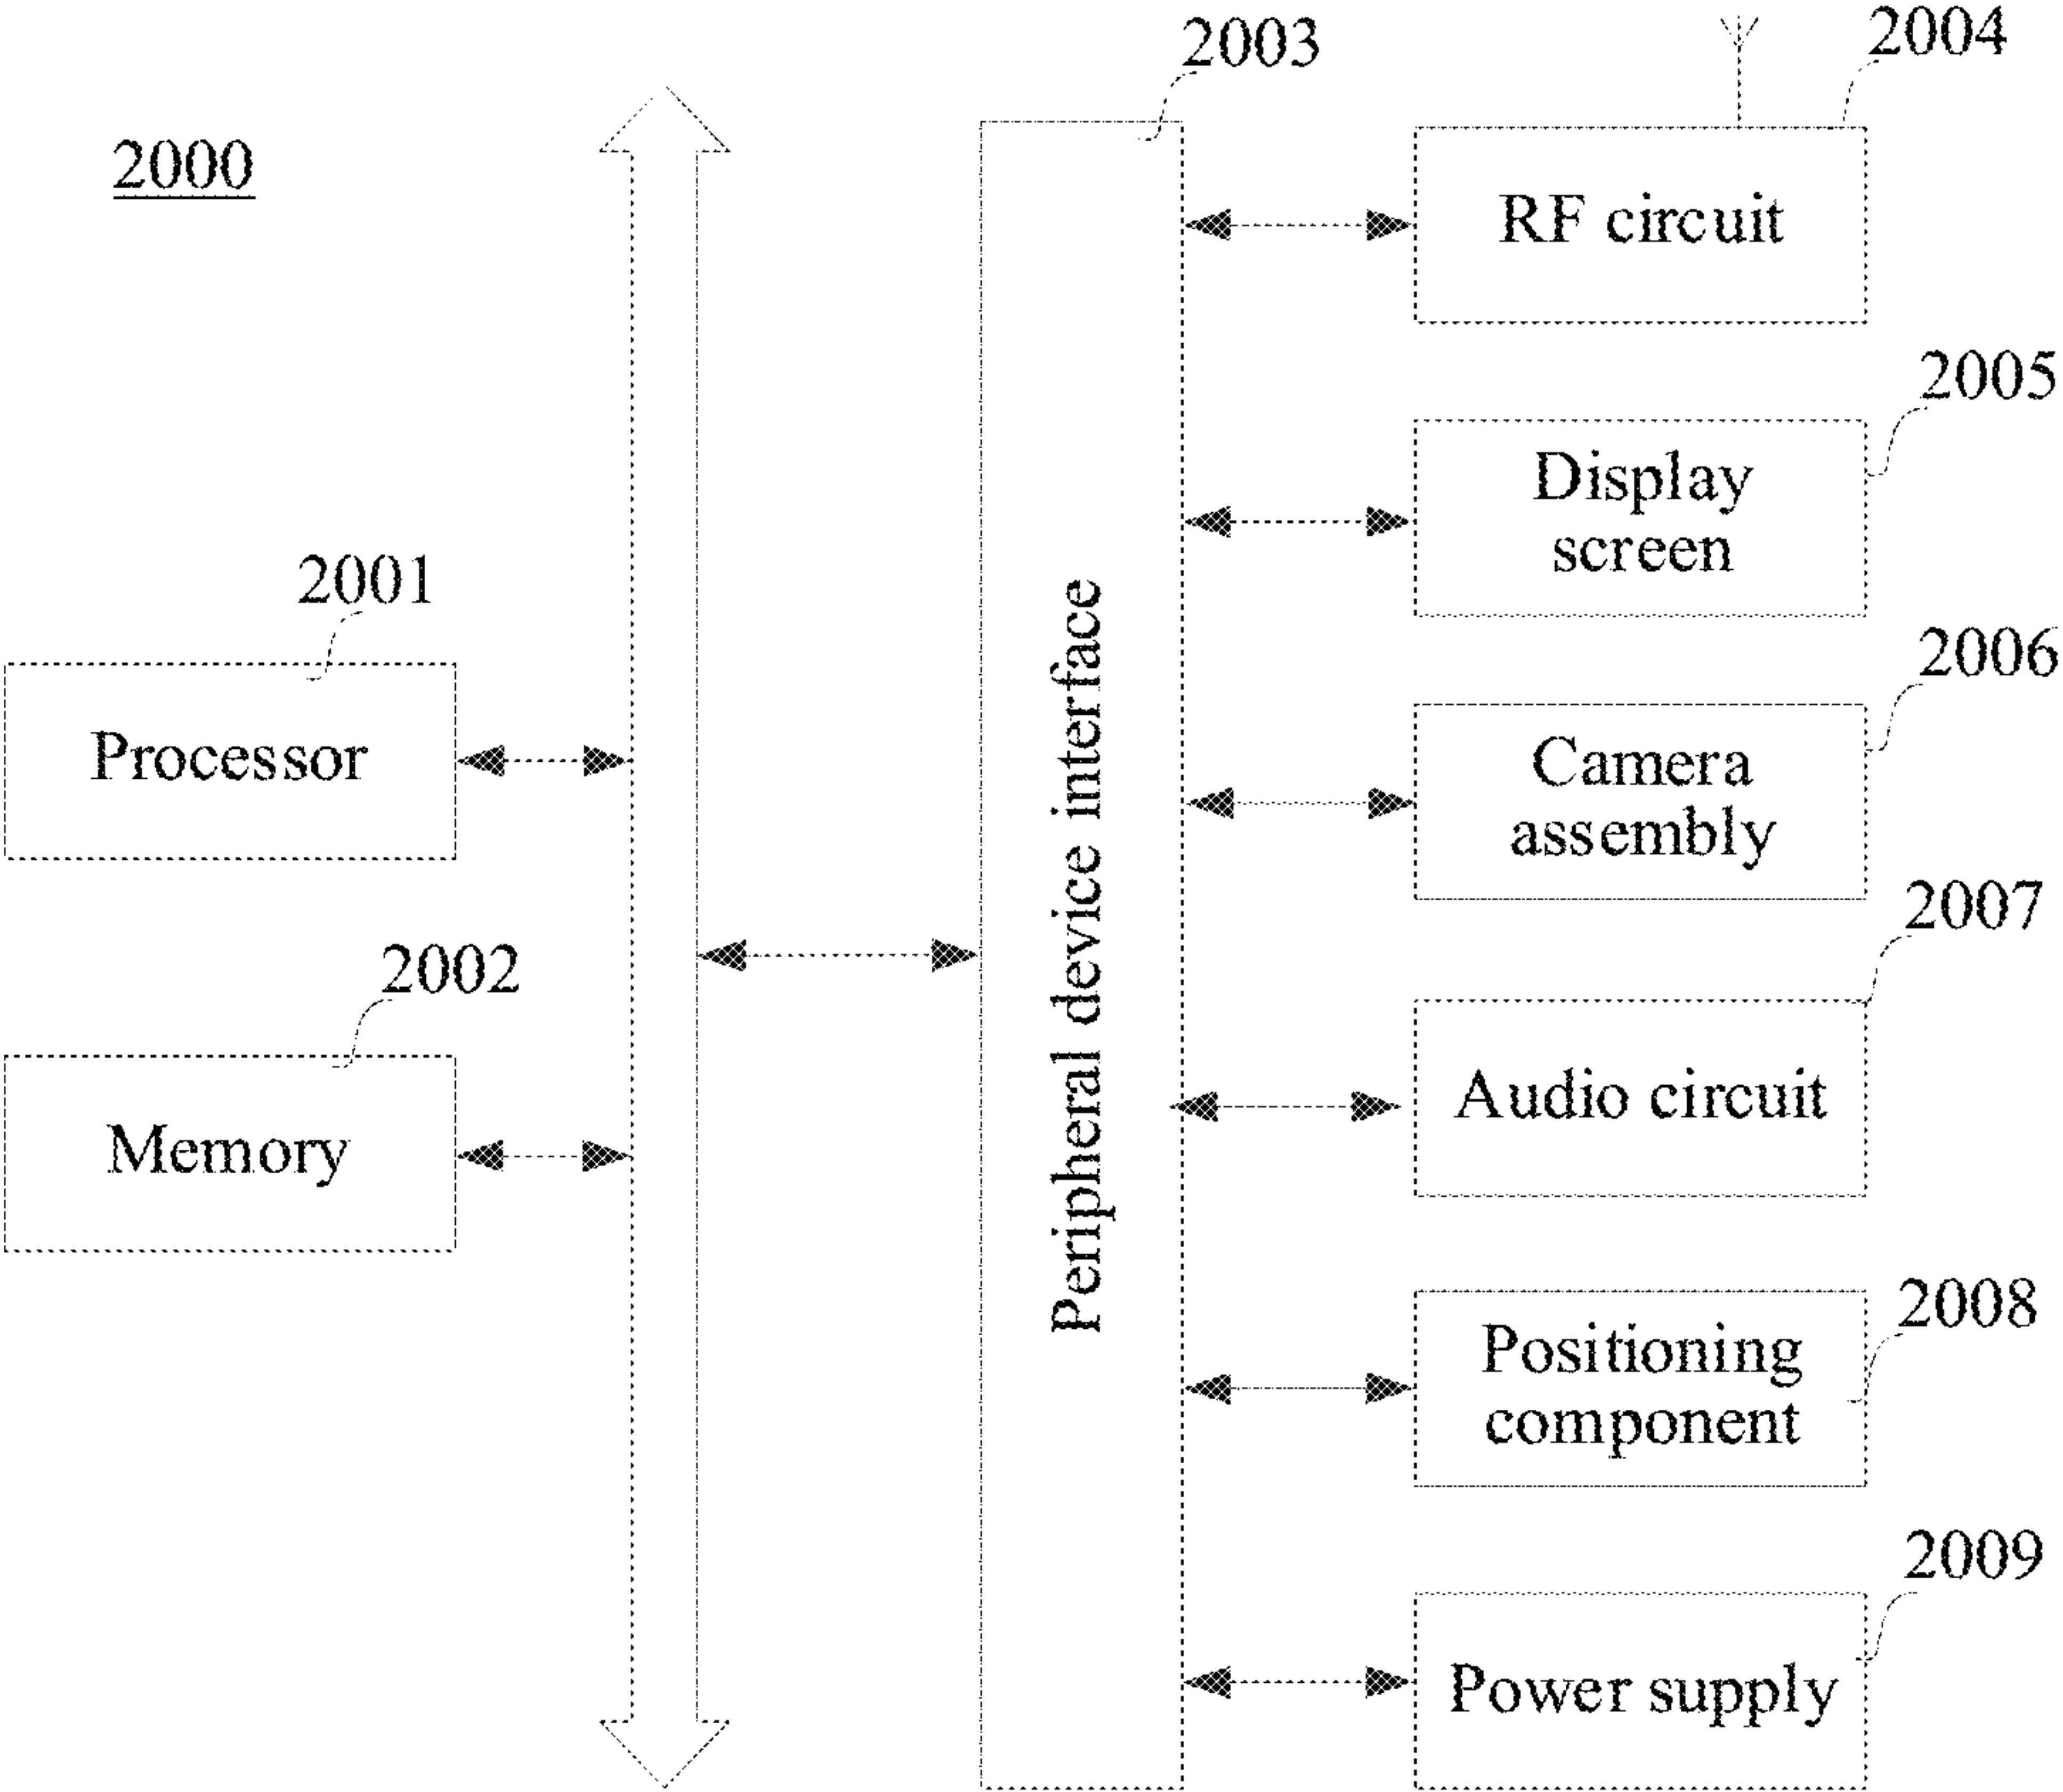 2000
2001
Processor
2002
Memory
2003
Peripheral device interface
2004
RF circuit
2005
Display
screen
2006
Camera
assembly
2007
Audio circuit
2008
Positioning
component
2009
Power supply